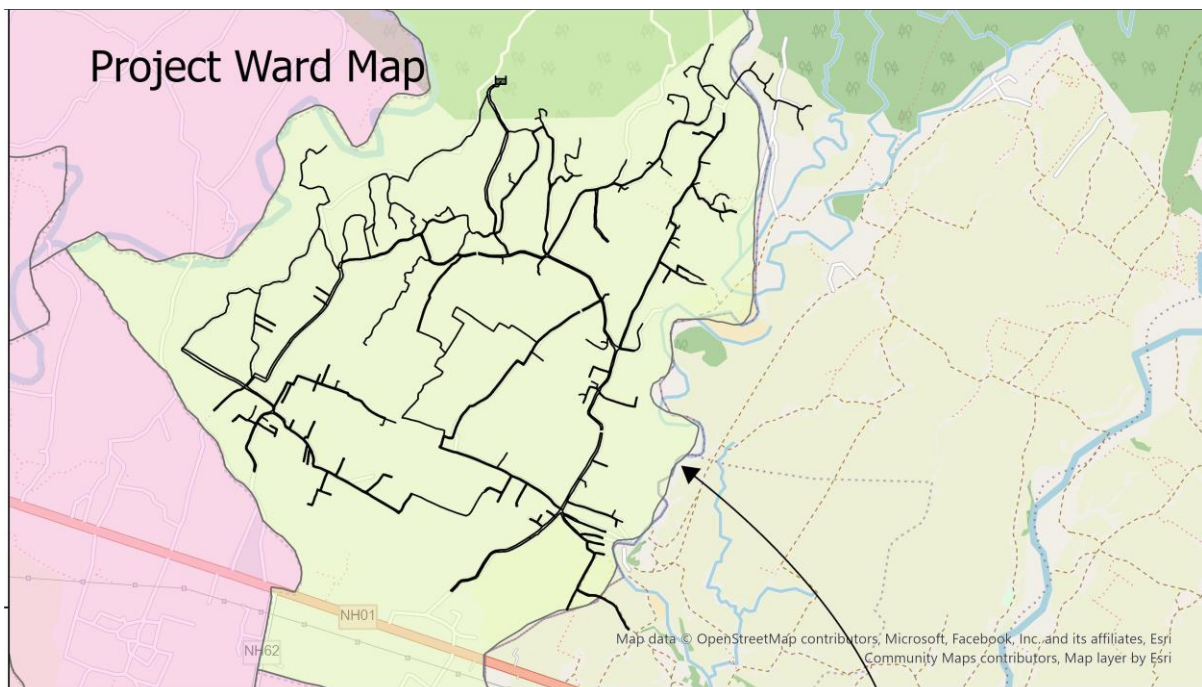 Project Ward Map
NH01
NH62
Map data © OpenStreetMap contributors, Microsoft, Facebook, Inc. and its affiliates, Esri
Community Maps contributors, Map layer by Esri